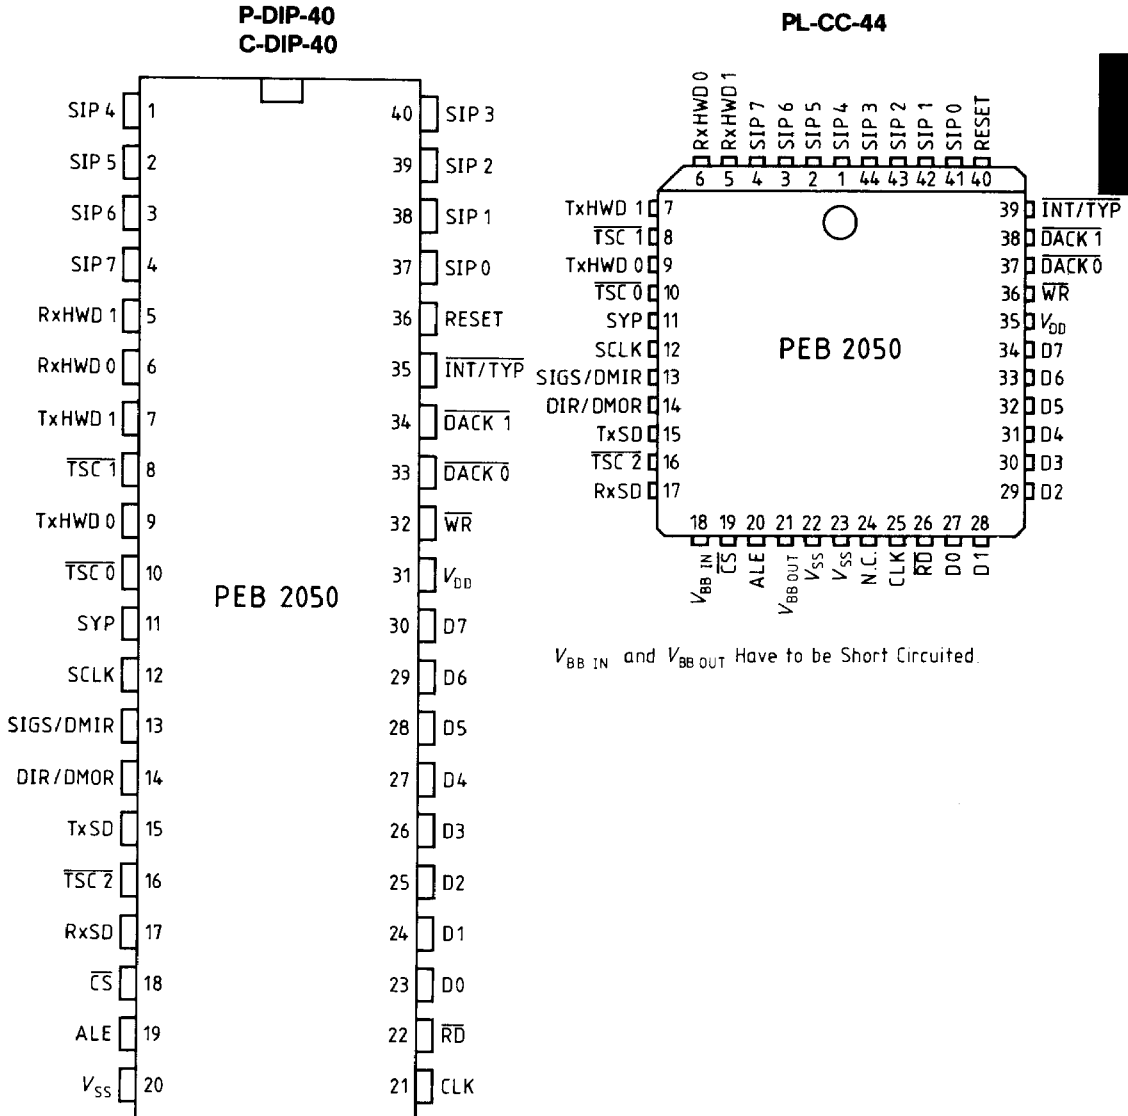 P-DIP-40
C-DIP-40
SIP 4 1
SIP 5 2
SIP 6 3
SIP 7 4
RxHWD 1 5
RxHWD 0 6
TxHWD 1 7
TSC 1 8
TxHWD 0 9
TSC 0 10
SYP 11
SCLK 12
SIGS/DMIR 13
DIR/DMOR 14
TxSD 15
TSC 2 16
RxSD 17
CS 18
ALE 19
VSS 20
PEB 2050
40 SIP 3
39 SIP 2
38 SIP 1
37 SIP 0
36 RESET
35 INT/TYP
34 DACK 1
33 DACK 0
32 WR
31 VDD
30 D7
29 D6
28 D5
27 D4
26 D3
25 D2
24 D1
23 D0
22 RD
21 CLK
PL-CC-44
RxHWD 0
RxHWD 1
SIP 7
SIP 6
SIP 5
SIP 4
SIP 3
SIP 2
SIP 1
SIP 0
RESET
6 5 4 3 2 1 44 43 42 41 40
TxHWD 1 7
TSC 1 8
TxHWD 0 9
TSC 0 10
SYP 11
SCLK 12
SIGS/DMIR 13
DIR/DMOR 14
TxSD 15
TSC 2 16
RxSD 17
PEB 2050
39 INT/TYP
38 DACK 1
37 DACK 0
36 WR
35 VDD
34 D7
33 D6
32 D5
31 D4
30 D3
29 D2
18 19 20 21 22 23 24 25 26 27 28
VBB IN
CS
ALE
VBB OUT
VSS
VSS
N.C.
CLK
RD
D0
D1
VBB IN and VBB OUT Have to be Short Circuited.